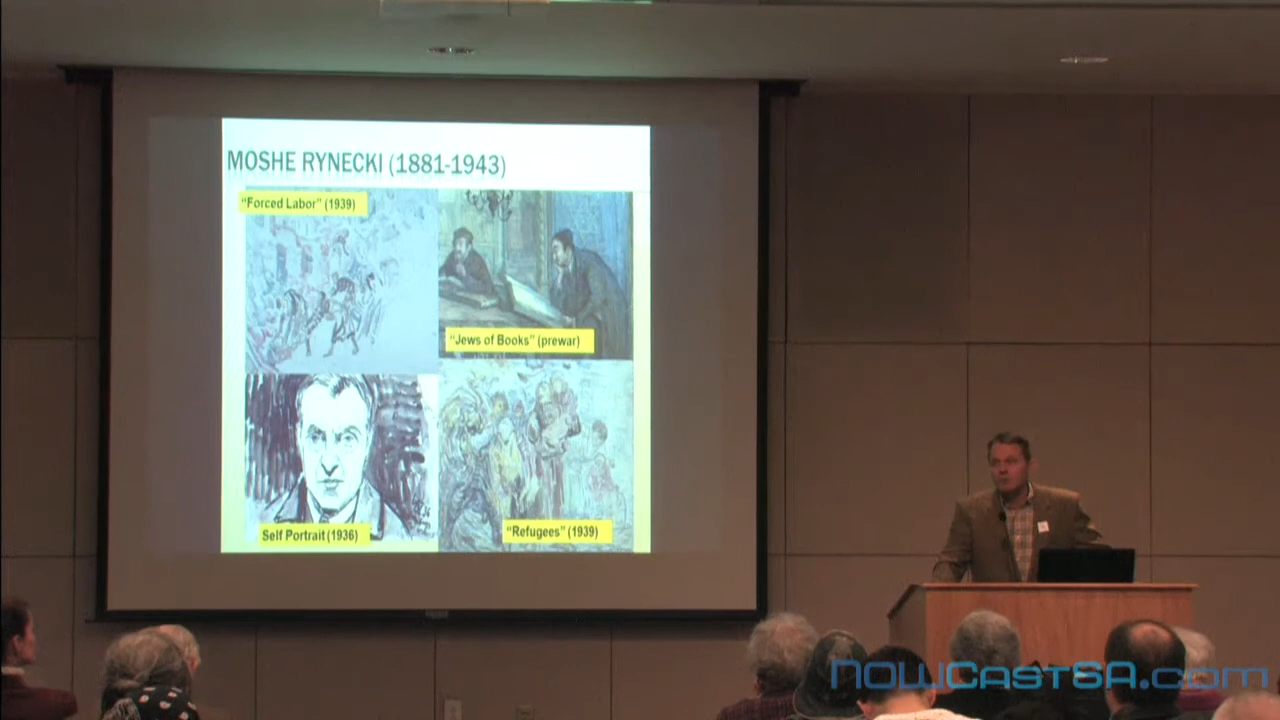 MOSHE RYNECKI (1881-1943)
"Forced Labor" (1939)
"Jews of Books" (prewar)
Self Portrait (1936)
"Refugees" (1939)
NOWCastSA.com